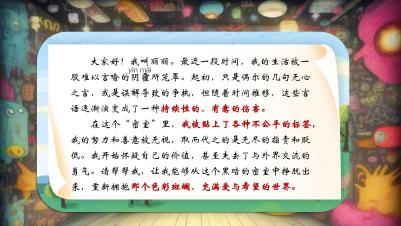 大家好！我叫丽丽。最近一段时间，我的生活被一
yīn mái
股难以言喻的阴霾所笼罩。起初，只是偶尔的几句无心
之言，或是误解导致的争执，但随着时间推移，这些言
语逐渐演变成了一种持续性的、有意的伤害。
在这个“密室”里，我被贴上了各种不公平的标签，
我的努力和善意被无视，取而代之的是无尽的指责和贬
低。我开始怀疑自己的价值，甚至失去了与外界交流的
勇气。请帮帮我，让我能够从这个黑暗的密室中挣脱出
来，重新拥抱那个色彩斑斓、充满爱与希望的世界。